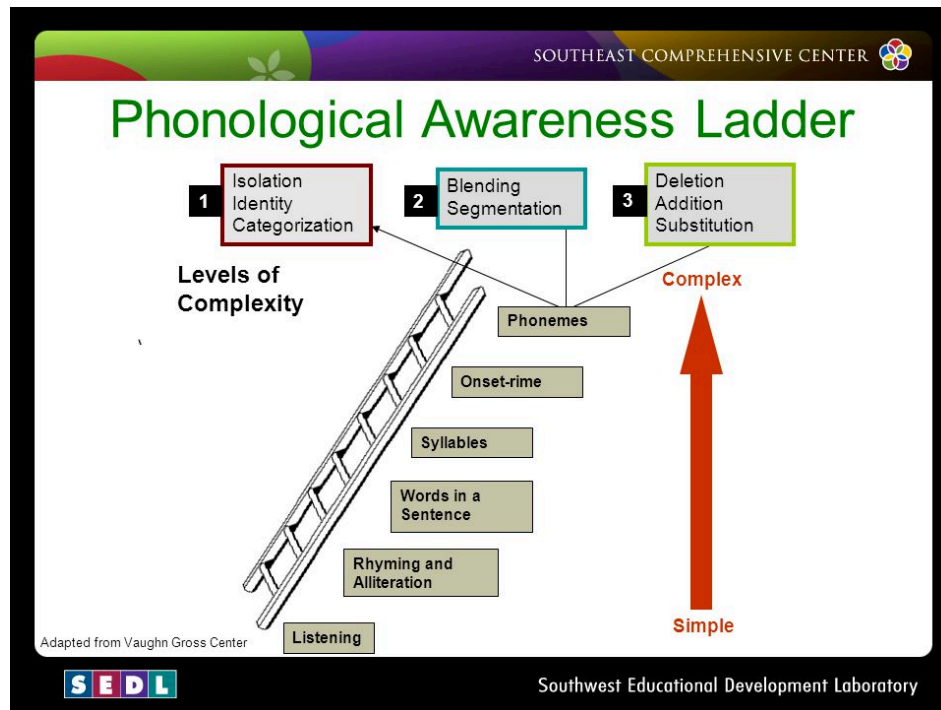 SOUTHEAST COMPREHENSIVE CENTER
Phonological Awareness Ladder
1
Isolation
Identity
Categorization
2
Blending
Segmentation
3
Deletion
Addition
Substitution
Levels of
Complexity
Complex
Phonemes
Onset-rime
Syllables
Words in a
Sentence
Rhyming and
Alliteration
Listening
Simple
Adapted from Vaughn Gross Center
SEDL
Southwest Educational Development Laboratory